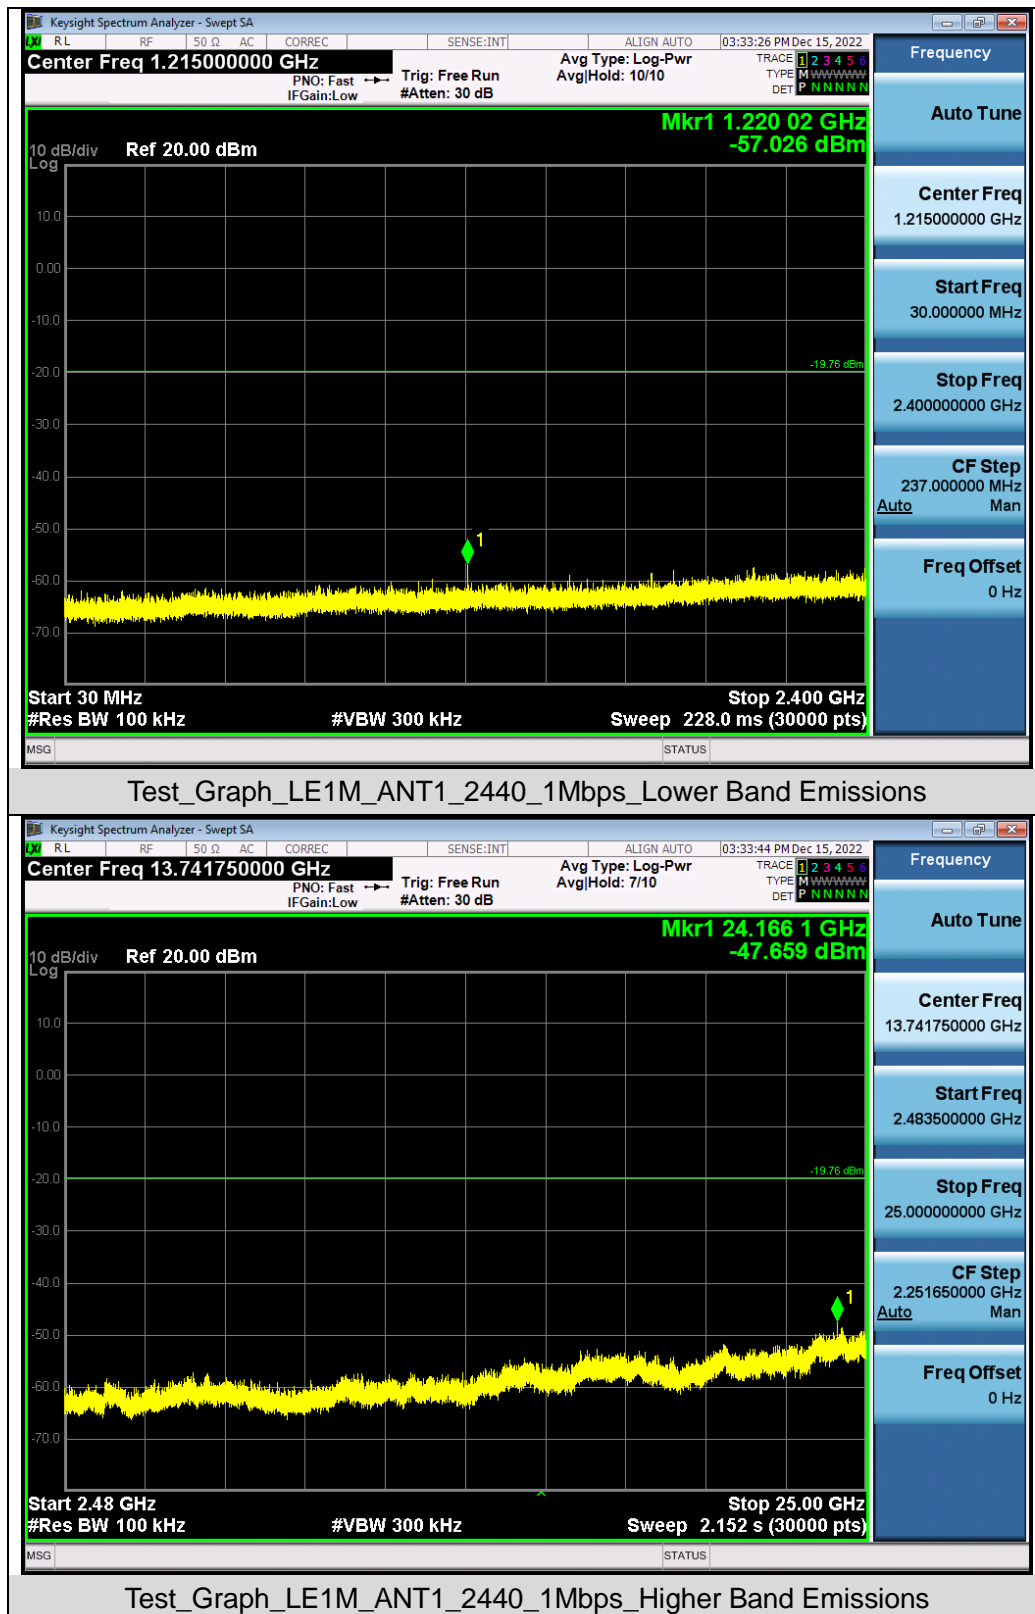 Keysight Spectrum Analyzer - Swept SA
LXI RL RF 50 Ω AC CORREC SENSE:INT ALIGN AUTO 03:33:26 PM Dec 15, 2022
Center Freq 1.215000000 GHz
PNO: Fast
IFGain:Low
Trig: Free Run
#Atten: 30 dB
Avg Type: Log-Pwr
Avg|Hold: 10/10
TRACE 1 2 3 4 5 6
TYPE M WWWWW
DET P N N N N N
Mkr1 1.220 02 GHz
-57.026 dBm
10 dB/div Ref 20.00 dBm
Log
10.0
0.00
-10.0
-20.0
-19.76 dBm
-30.0
-40.0
-50.0
1
-60.0
-70.0
Start 30 MHz Stop 2.400 GHz
#Res BW 100 kHz #VBW 300 kHz Sweep 228.0 ms (30000 pts)
MSG STATUS
Frequency
Auto Tune
Center Freq
1.215000000 GHz
Start Freq
30.000000 MHz
Stop Freq
2.400000000 GHz
CF Step
237.000000 MHz
Auto Man
Freq Offset
0 Hz
Test_Graph_LE1M_ANT1_2440_1Mbps_Lower Band Emissions
Keysight Spectrum Analyzer - Swept SA
LXI RL RF 50 Ω AC CORREC SENSE:INT ALIGN AUTO 03:33:44 PM Dec 15, 2022
Center Freq 13.741750000 GHz
PNO: Fast
IFGain:Low
Trig: Free Run
#Atten: 30 dB
Avg Type: Log-Pwr
Avg|Hold: 7/10
TRACE 1 2 3 4 5 6
TYPE M WWWWW
DET P N N N N N
Mkr1 24.166 1 GHz
-47.659 dBm
10 dB/div Ref 20.00 dBm
Log
10.0
0.00
-10.0
-20.0
-19.76 dBm
-30.0
-40.0
1
-50.0
-60.0
-70.0
Start 2.48 GHz Stop 25.00 GHz
#Res BW 100 kHz #VBW 300 kHz Sweep 2.152 s (30000 pts)
MSG STATUS
Frequency
Auto Tune
Center Freq
13.741750000 GHz
Start Freq
2.483500000 GHz
Stop Freq
25.000000000 GHz
CF Step
2.251650000 GHz
Auto Man
Freq Offset
0 Hz
Test_Graph_LE1M_ANT1_2440_1Mbps_Higher Band Emissions